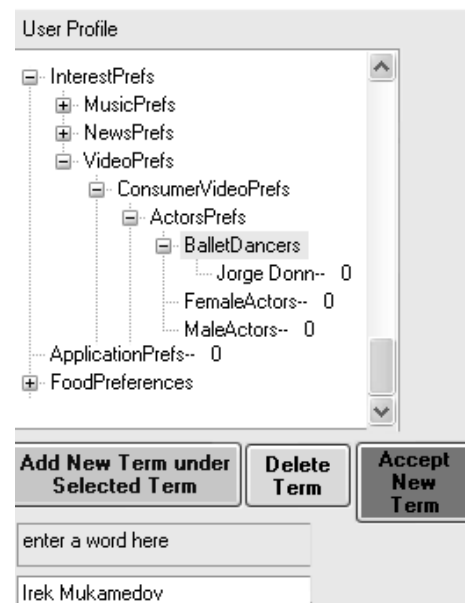 User Profile
InterestPrefs
MusicPrefs
NewsPrefs
VideoPrefs
ConsumerVideoPrefs
ActorsPrefs
BalletDancers
Jorge Donn-- 0
FemaleActors-- 0
MaleActors-- 0
ApplicationPrefs-- 0
FoodPreferences
Add New Term under
Selected Term
Delete
Term
Accept
New
Term
enter a word here
Irek Mukamedov